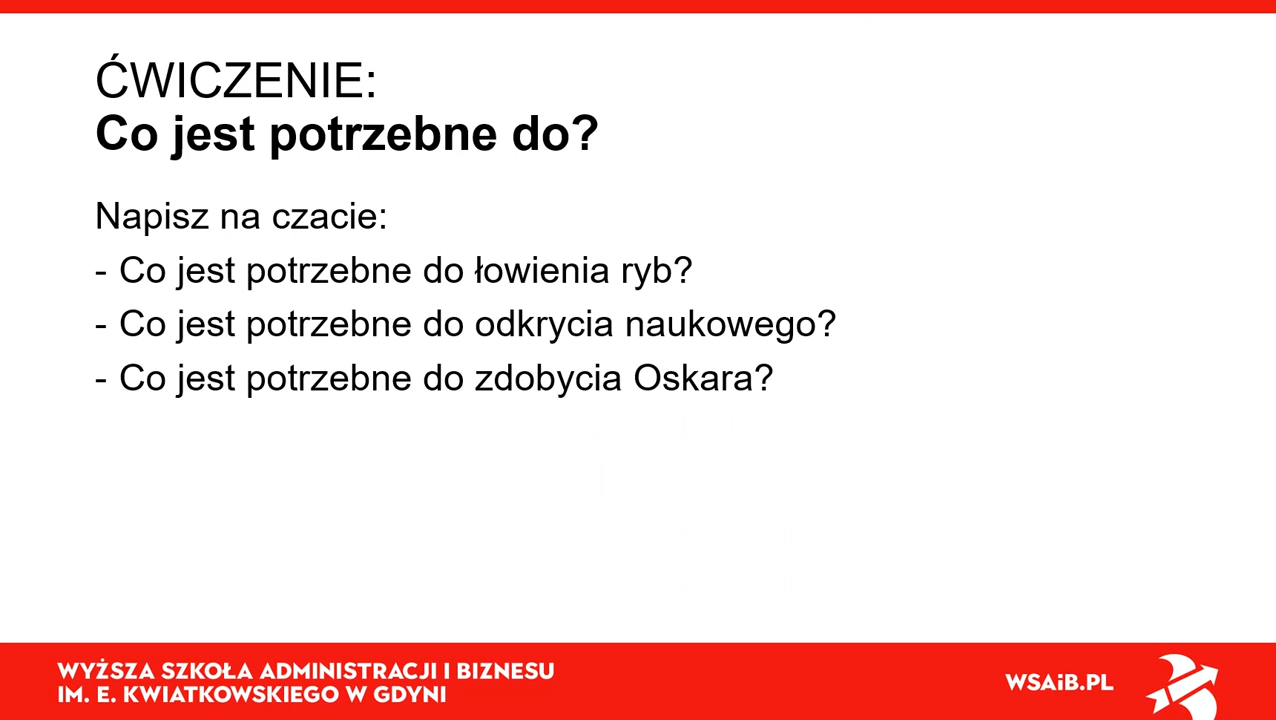 ĆWICZENIE:
Co jest potrzebne do?
Napisz na czacie:
- Co jest potrzebne do łowienia ryb?
- Co jest potrzebne do odkrycia naukowego?
- Co jest potrzebne do zdobycia Oskara?
WYŻSZA SZKOŁA ADMINISTRACJI I BIZNESU
IM. E. KWIATKOWSKIEGO W GDYNI
WSAiB.PL